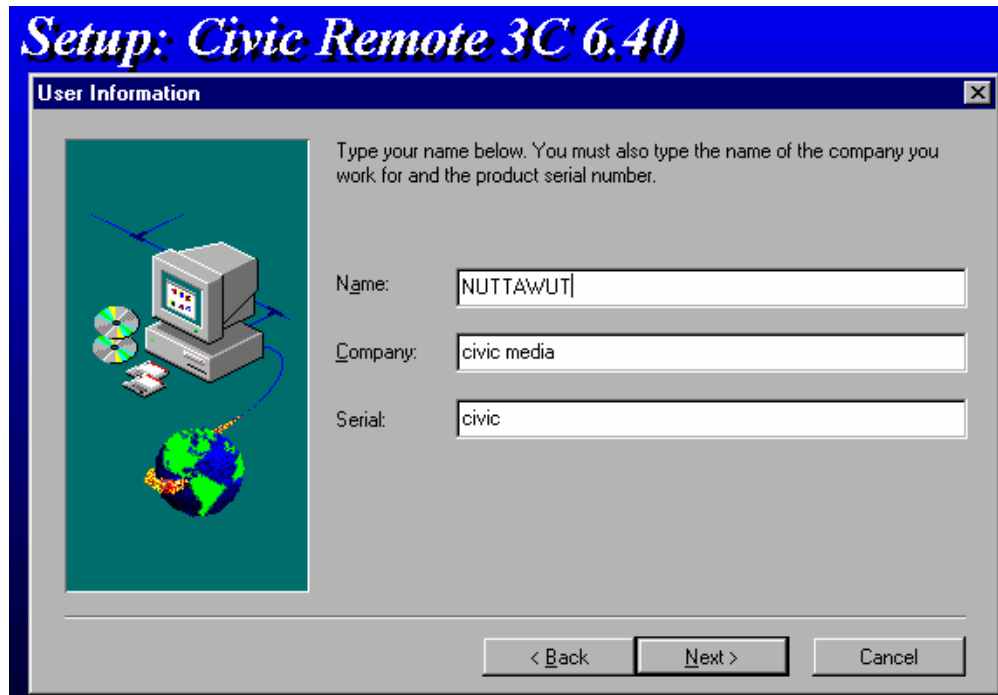 Setup: Civic Remote 3C 6.40
User Information
Type your name below. You must also type the name of the company you
work for and the product serial number.
Name: NUTTAWUT
Company: civic media
Serial: civic
< Back Next > Cancel